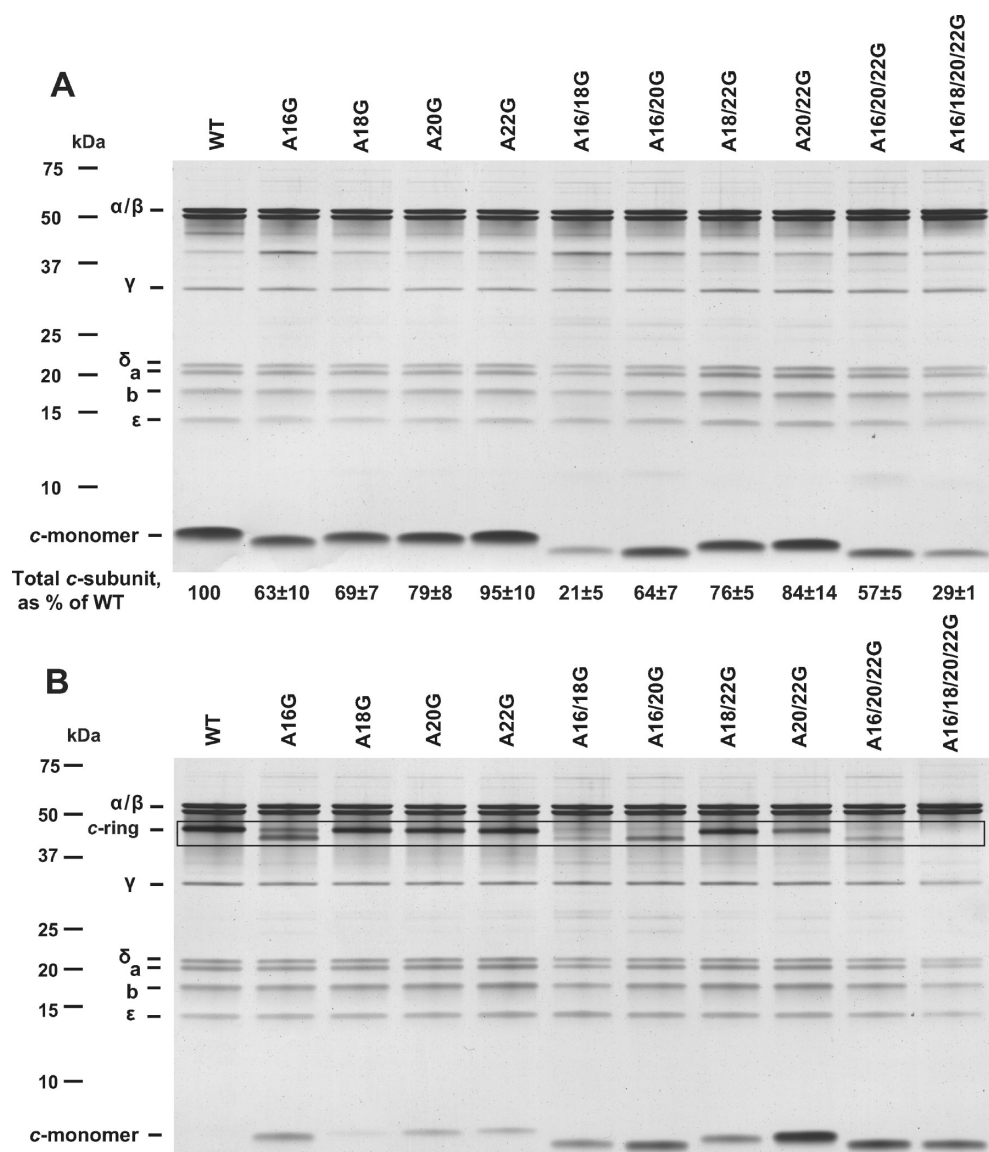 A
kDa
WT
A16G
A18G
A20G
A22G
A16/18G
A16/20G
A18/22G
A20/22G
A16/20/22G
A16/18/20/22G
75
α/β
50
37
γ
25
δ
a
20
b
15
ε
10
c-monomer
Total c-subunit, as % of WT
100 63±10 69±7 79±8 95±10 21±5 64±7 76±5 84±14 57±5 29±1
B
kDa
WT
A16G
A18G
A20G
A22G
A16/18G
A16/20G
A18/22G
A20/22G
A16/20/22G
A16/18/20/22G
75
α/β
50
c-ring
37
γ
25
δ
a
20
b
15
ε
10
c-monomer